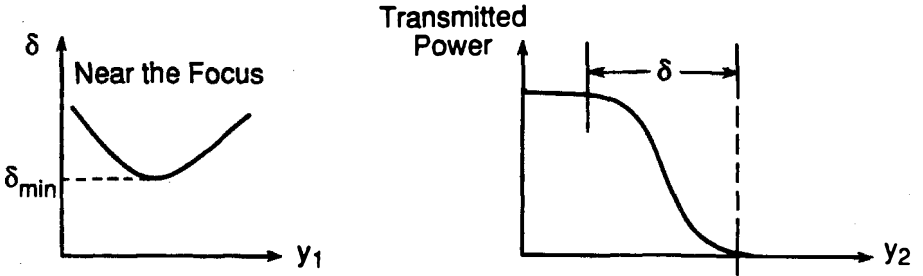 δ
Near the Focus
δmin
y1
Transmitted
Power
δ
y2